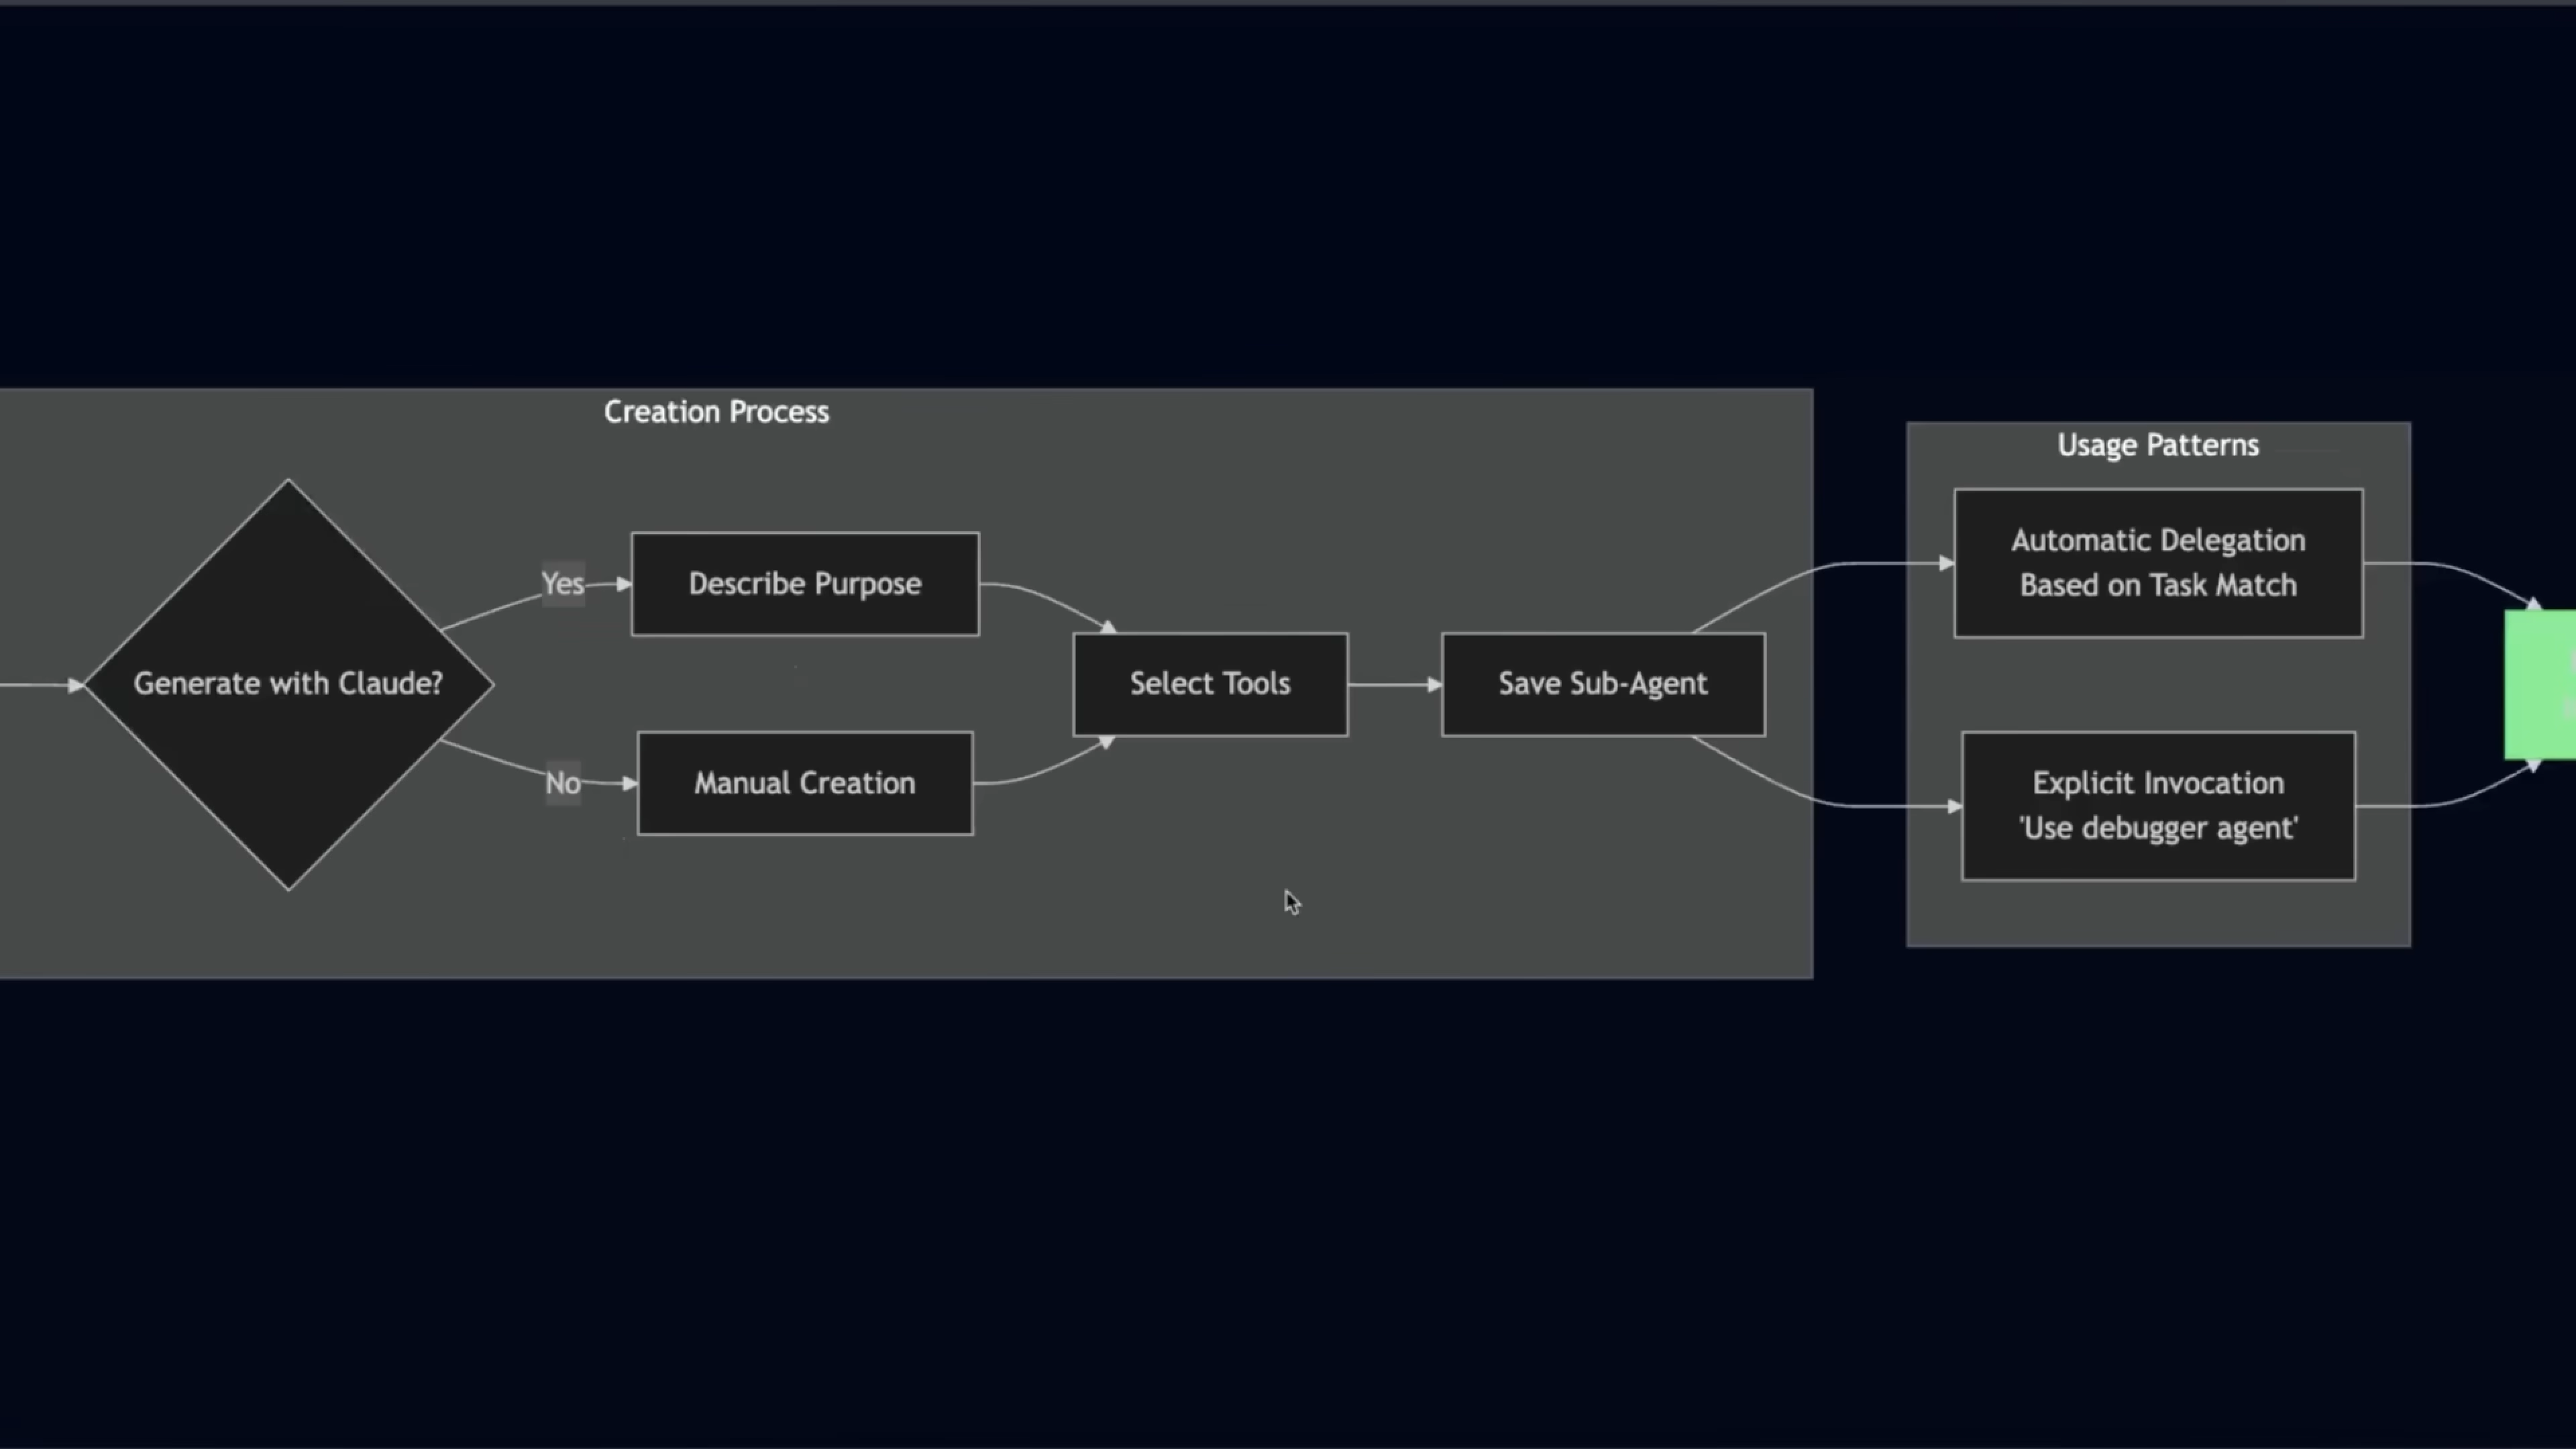 Creation Process
Generate with Claude?
Yes
Describe Purpose
No
Manual Creation
Select Tools
Save Sub-Agent
Usage Patterns
Automatic Delegation
Based on Task Match
Explicit Invocation
'Use debugger agent'